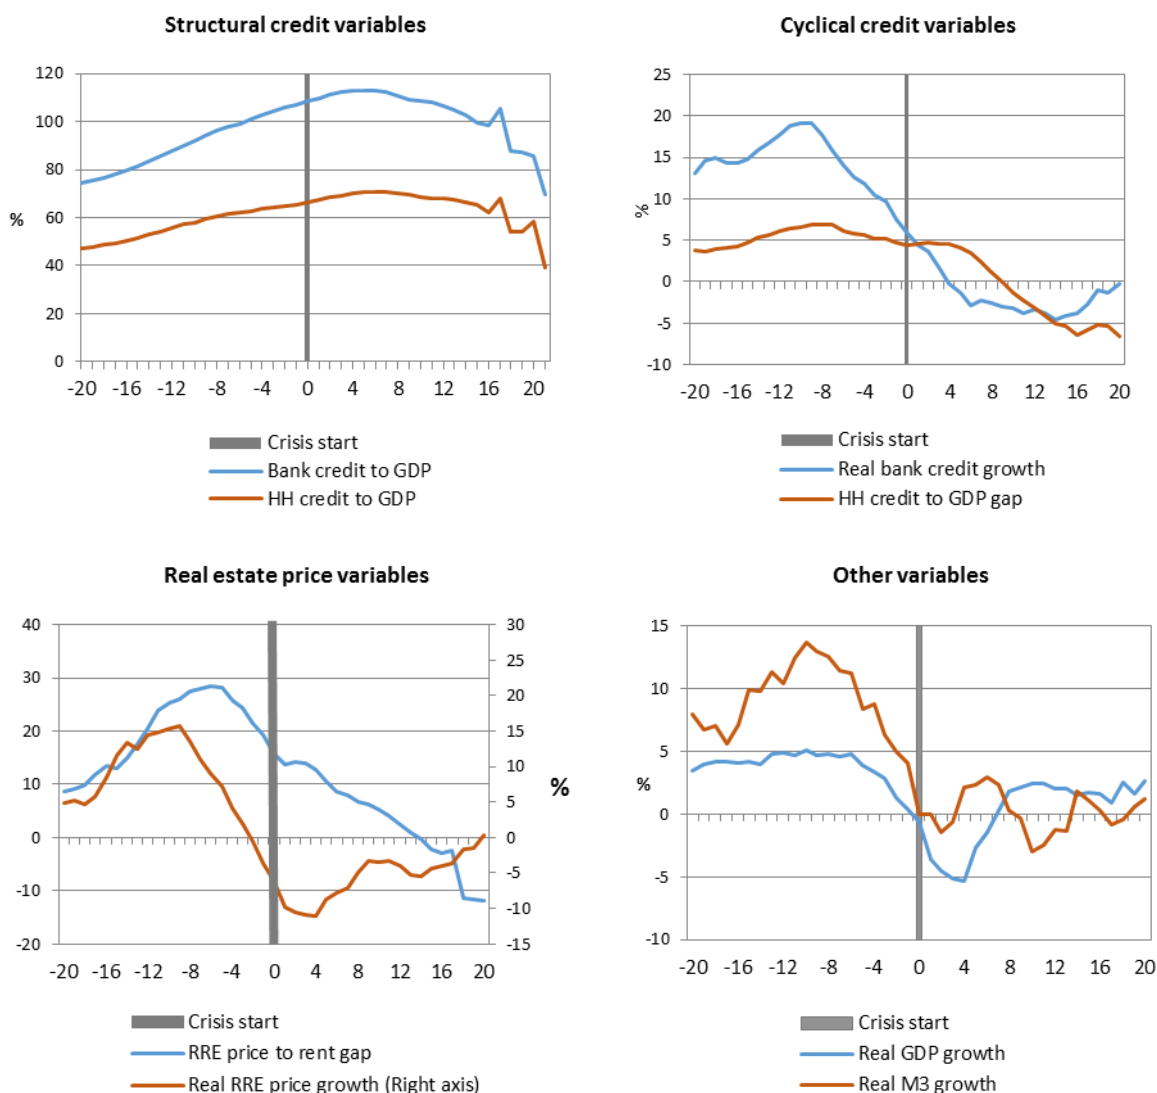 Structural credit variables
120
100
80
60
40
20
0
%
-20 -16 -12 -8 -4 0 4 8 12 16 20
Crisis start
Bank credit to GDP
HH credit to GDP
Cyclical credit variables
25
20
15
10
5
0
-5
-10
%
-20 -16 -12 -8 -4 0 4 8 12 16 20
Crisis start
Real bank credit growth
HH credit to GDP gap
Real estate price variables
40
30
20
10
0
-10
-20
30
25
20
15
10
5
0
-5
-10
-15
%
-20 -16 -12 -8 -4 0 4 8 12 16 20
Crisis start
RRE price to rent gap
Real RRE price growth (Right axis)
Other variables
15
10
5
0
-5
-10
%
-20 -16 -12 -8 -4 0 4 8 12 16 20
Crisis start
Real GDP growth
Real M3 growth